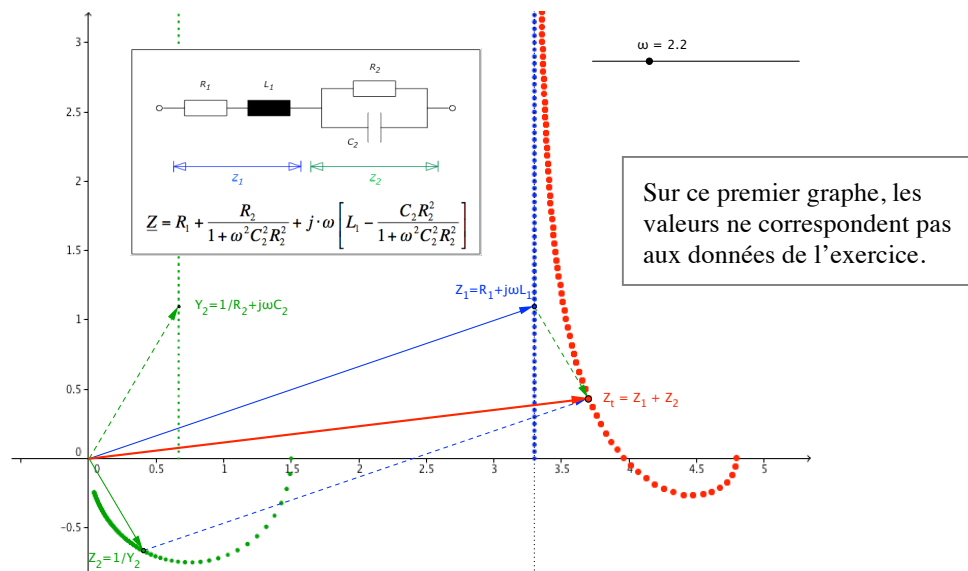 ω = 2.2
R1 L1 R2
C2
Z1 Z2
Z = R1 + R2 / (1 + ω²C2²R2²) + j·ω [ L1 − C2R2² / (1 + ω²C2²R2²) ]
Sur ce premier graphe, les
valeurs ne correspondent pas
aux données de l'exercice.
Y2=1/R2+jωC2
Z1=R1+jωL1
Zt = Z1 + Z2
Z2=1/Y2
3
2.5
2
1.5
1
0.5
0
−0.5
0 0.5 1 1.5 2 2.5 3 3.5 4 4.5 5